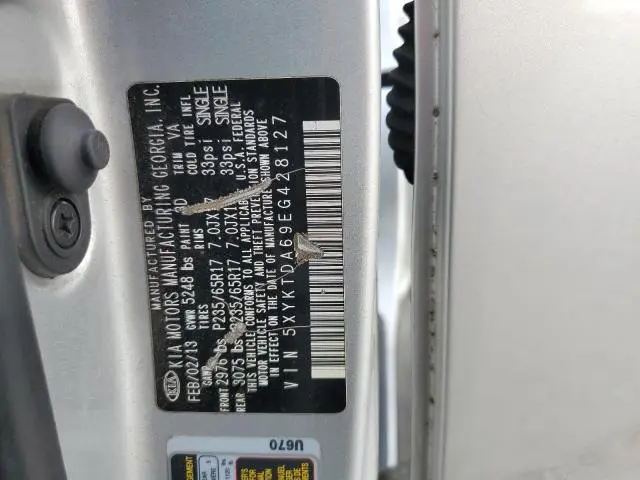 MANUFACTURED BY
KIA KIA MOTORS MANUFACTURING GEORGIA, INC.
FEB/02/13 GVWR 5248 lbs PAINT 3D TRIM VA
GAWR TIRES RIMS COLD TIRE INFL
FRONT 2976 lbs P235/65R17 7.0JX17 33psi SINGLE
REAR 3075 lbs P235/65R17 7.0JX1 33psi SINGLE
THIS VEHICLE CONFORMS TO ALL APPLICABLE U.S.A. FEDERAL
MOTOR VEHICLE SAFETY AND THEFT PREVENTION STANDARDS
IN EFFECT ON THE DATE OF MANUFACTURE SHOWN ABOVE
VIN 5XYKTDA69EG428127
U670